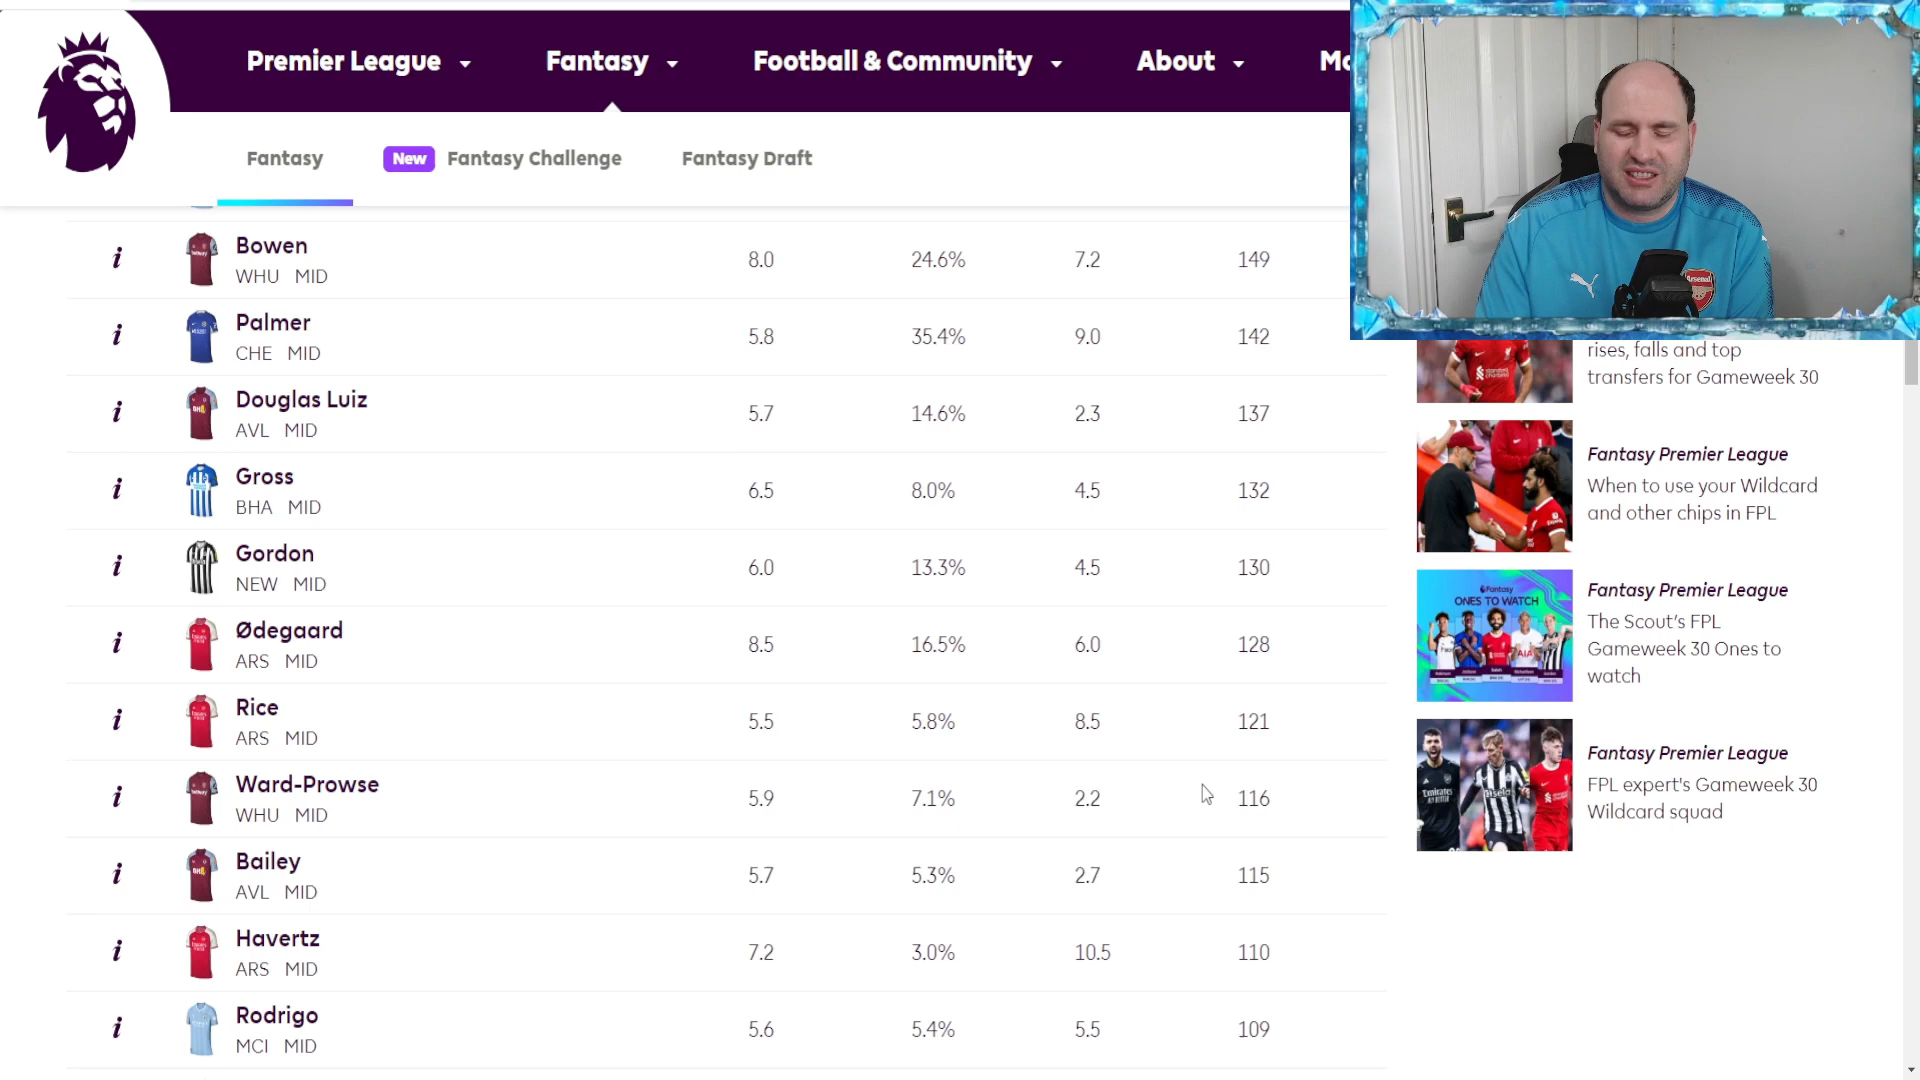 Premier League
Fantasy
Football & Community
About
Mo
Fantasy
New
Fantasy Challenge
Fantasy Draft
Bowen
WHU MID
8.0 24.6% 7.2 149
Palmer
CHE MID
5.8 35.4% 9.0 142
Douglas Luiz
AVL MID
5.7 14.6% 2.3 137
Gross
BHA MID
6.5 8.0% 4.5 132
Gordon
NEW MID
6.0 13.3% 4.5 130
Ødegaard
ARS MID
8.5 16.5% 6.0 128
Rice
ARS MID
5.5 5.8% 8.5 121
Ward-Prowse
WHU MID
5.9 7.1% 2.2 116
Bailey
AVL MID
5.7 5.3% 2.7 115
Havertz
ARS MID
7.2 3.0% 10.5 110
Rodrigo
MCI MID
5.6 5.4% 5.5 109
Arsenal
rises, falls and top
transfers for Gameweek 30
Fantasy Premier League
When to use your Wildcard
and other chips in FPL
Fantasy
ONES TO WATCH
Fantasy Premier League
The Scout's FPL
Gameweek 30 Ones to
watch
Fantasy Premier League
FPL expert's Gameweek 30
Wildcard squad